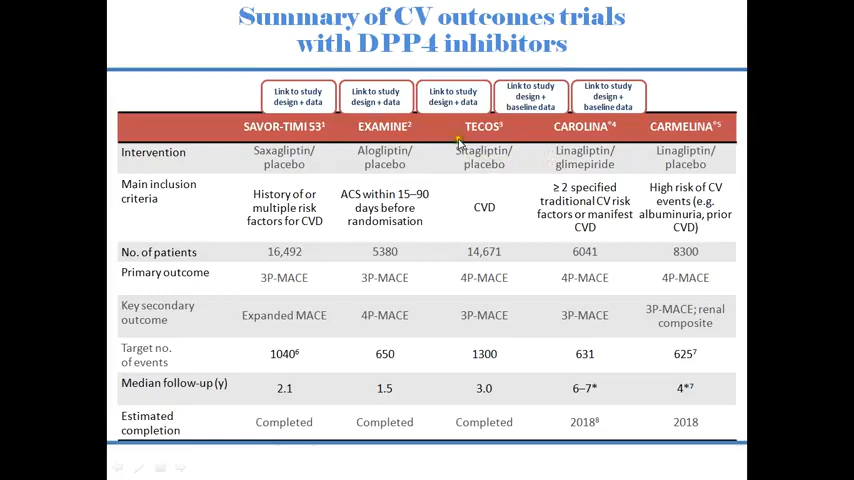 Summary of CV outcomes trials
with DPP4 inhibitors
Link to study
design + data
Link to study
design + data
Link to study
design + data
Link to study
design +
baseline data
Link to study
design +
baseline data
SAVOR-TIMI 53¹ EXAMINE² TECOS³ CAROLINA®*⁴ CARMELINA®*⁵
Intervention
Saxagliptin/
placebo
Alogliptin/
placebo
Sitagliptin/
placebo
Linagliptin/
glimepiride
Linagliptin/
placebo
Main inclusion
criteria
History of or
multiple risk
factors for CVD
ACS within 15–90
days before
randomisation
CVD
≥ 2 specified
traditional CV risk
factors or manifest
CVD
High risk of CV
events (e.g.
albuminuria, prior
CVD)
No. of patients 16,492 5380 14,671 6041 8300
Primary outcome 3P-MACE 3P-MACE 4P-MACE 4P-MACE 4P-MACE
Key secondary
outcome
Expanded MACE 4P-MACE 3P-MACE 3P-MACE
3P-MACE; renal
composite
Target no.
of events
1040⁶ 650 1300 631 625⁷
Median follow-up (y) 2.1 1.5 3.0 6–7* 4*⁷
Estimated
completion
Completed Completed Completed 2018⁸ 2018